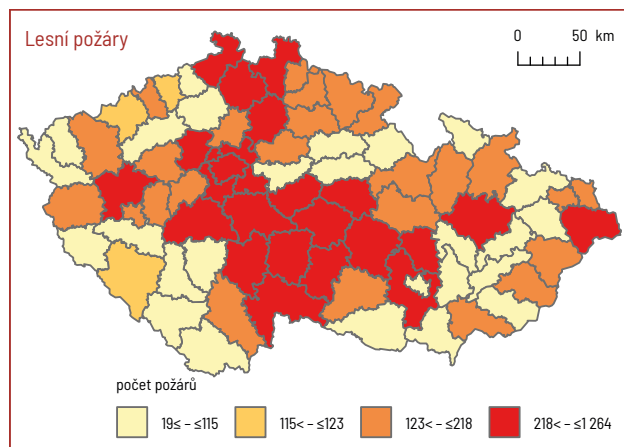 Lesní požáry
0 50 km
počet požárů
19≤ – ≤115 115< – ≤123 123< – ≤218 218< – ≤1 264